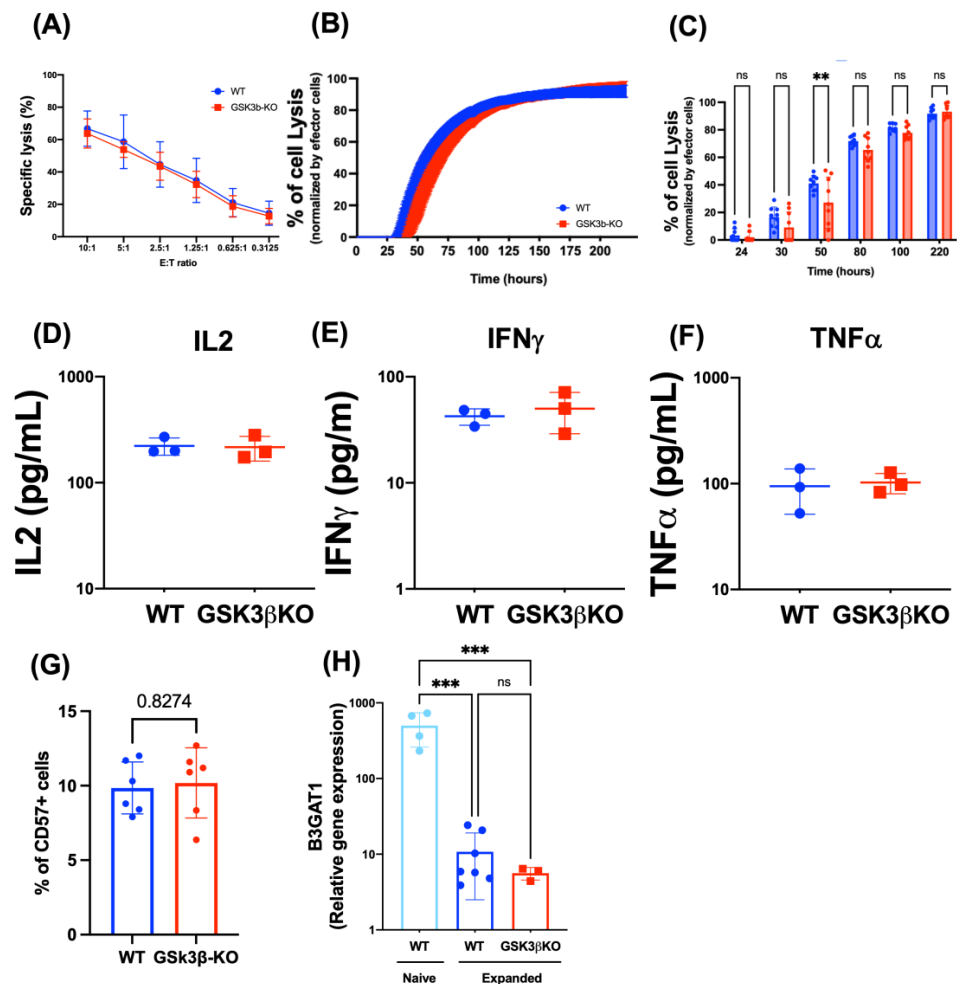 (A)
Specific lysis (%)
100
80
60
40
20
0
WT
GSK3b-KO
10:1 5:1 2.5:1 1.25:1 0.625:1 0.3125
E:T ratio
(B)
% of cell Lysis
(normalized by efector cells)
100
80
60
40
20
0
WT
GSK3b-KO
0 25 50 75 100 125 150 175 200
Time (hours)
(C)
% of cell Lysis
(normalized by efector cells)
ns ns ** ns ns ns
100
80
60
40
20
0
24 30 50 80 100 220
Time (hours)
(D)
IL2
IL2 (pg/mL)
1000
100
10
WT GSK3βKO
(E)
IFNγ
IFNγ (pg/m)
100
10
1
WT GSK3βKO
(F)
TNFα
TNFα (pg/mL)
1000
100
10
WT GSK3βKO
(G)
0.8274
% of CD57+ cells
15
10
5
0
WT GSk3β-KO
(H)
***
*** ns
B3GAT1
(Relative gene expression)
1000
100
10
1
WT WT GSK3βKO
Naive Expanded